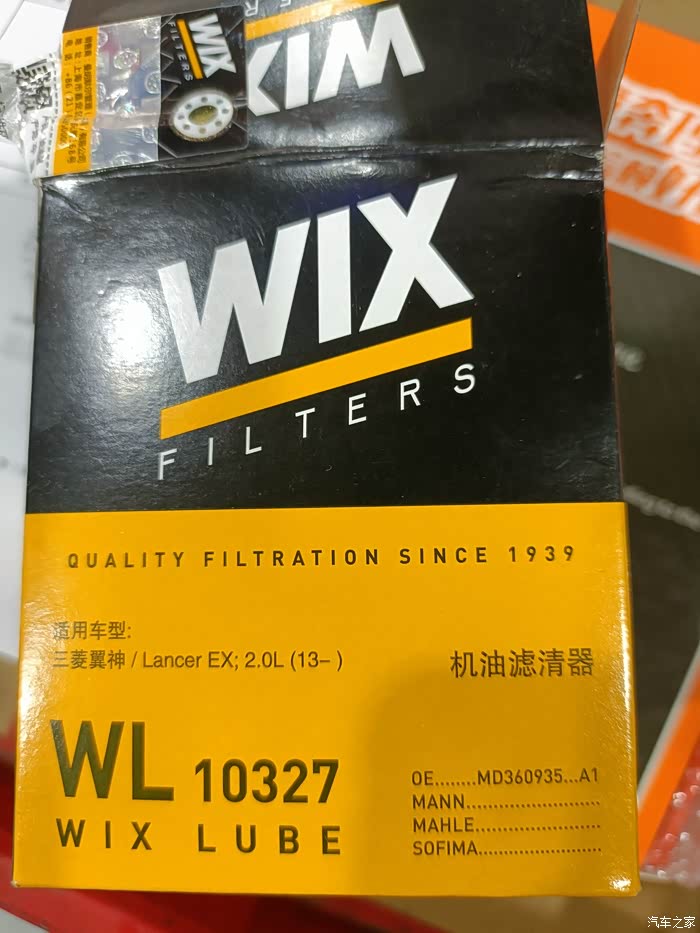 WIX
FILTERS
WIX
WIX
FILTERS
QUALITY FILTRATION SINCE 1939
适用车型:
三菱翼神 / Lancer EX; 2.0L (13– )
机油滤清器
WL 10327
WIX LUBE
OE........MD360935...A1
MANN
MAHLE
SOFIMA
汽车之家